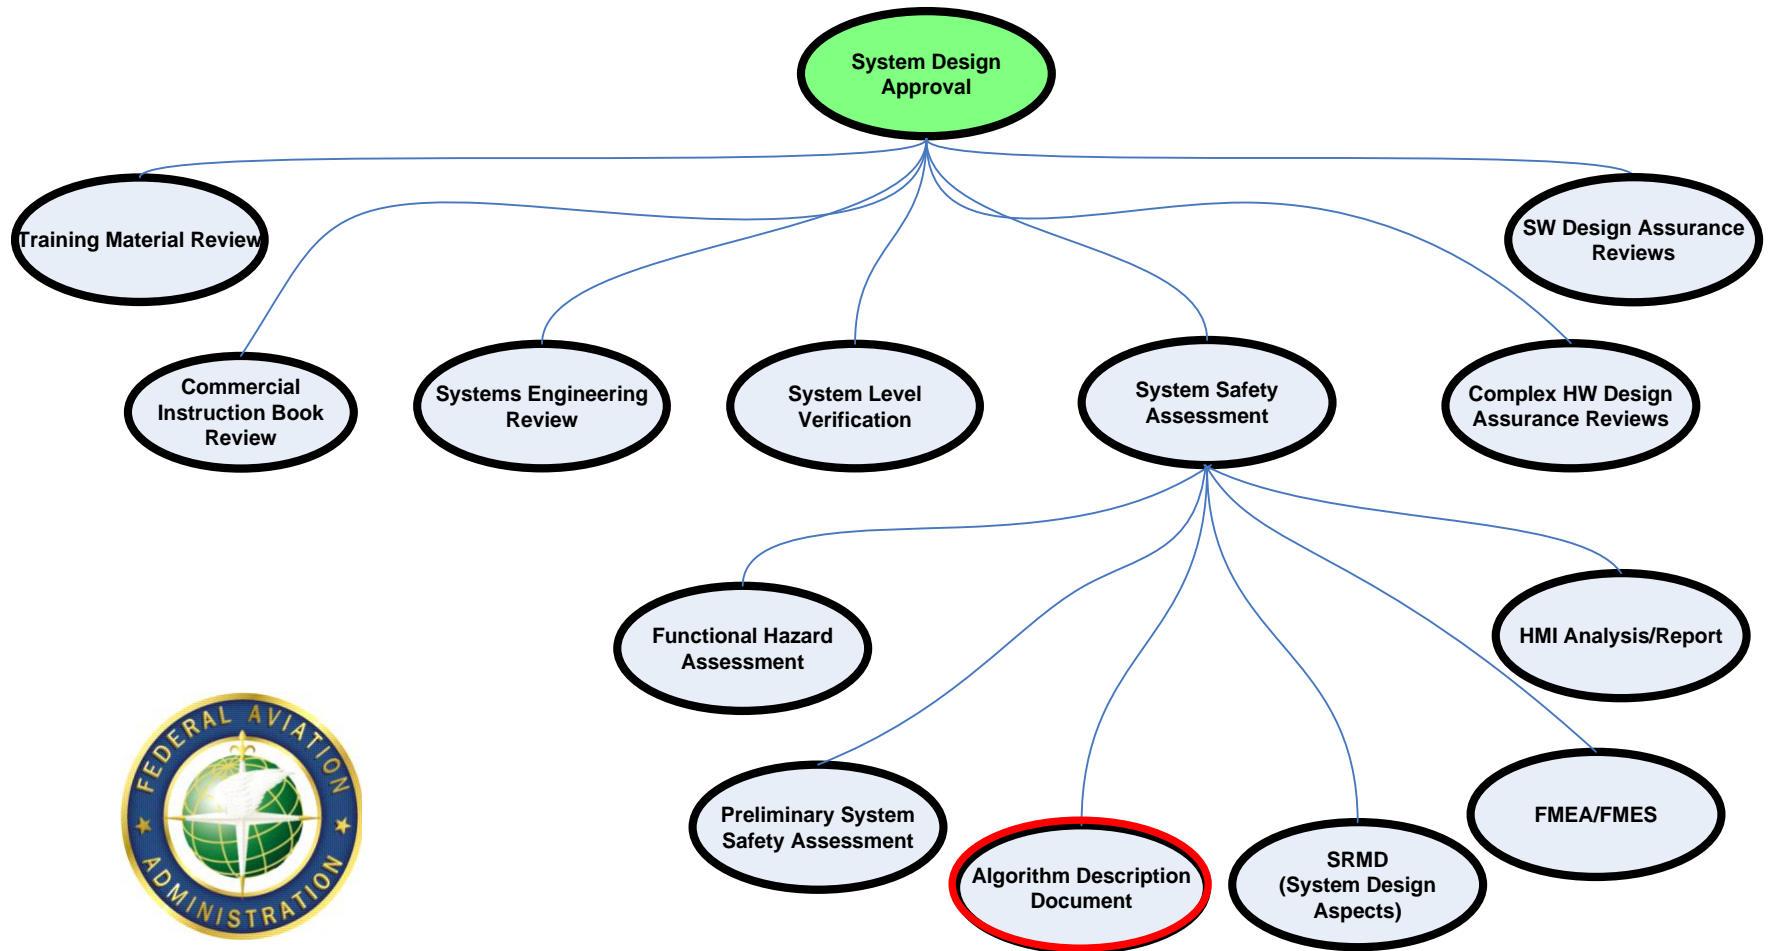 System Design
Approval
Training Material Review
SW Design Assurance
Reviews
Commercial
Instruction Book
Review
Systems Engineering
Review
System Level
Verification
System Safety
Assessment
Complex HW Design
Assurance Reviews
Functional Hazard
Assessment
HMI Analysis/Report
Preliminary System
Safety Assessment
Algorithm Description
Document
SRMD
(System Design
Aspects)
FMEA/FMES
FEDERAL AVIATION
ADMINISTRATION